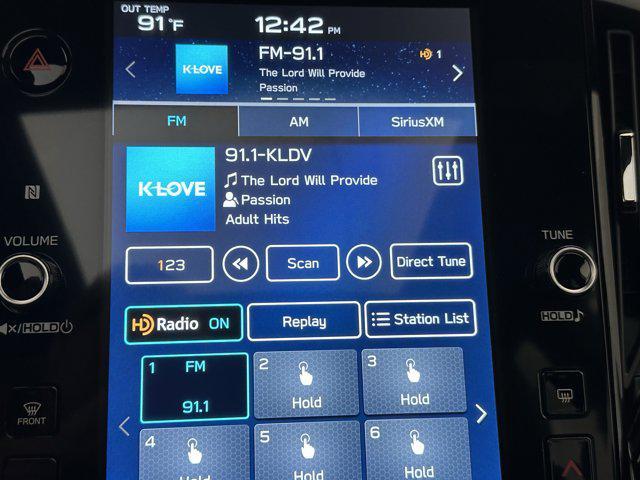 OUT TEMP
91 °F
12:42 PM
K-LOVE
FM-91.1
HD 1
The Lord Will Provide
Passion
FM
AM
SiriusXM
K-LOVE
91.1-KLDV
The Lord Will Provide
Passion
Adult Hits
VOLUME
TUNE
123
Scan
Direct Tune
HOLD
HOLD
HD Radio ON
Replay
Station List
1 FM
91.1
2
Hold
3
Hold
FRONT
4
Hold
5
Hold
6
Hold